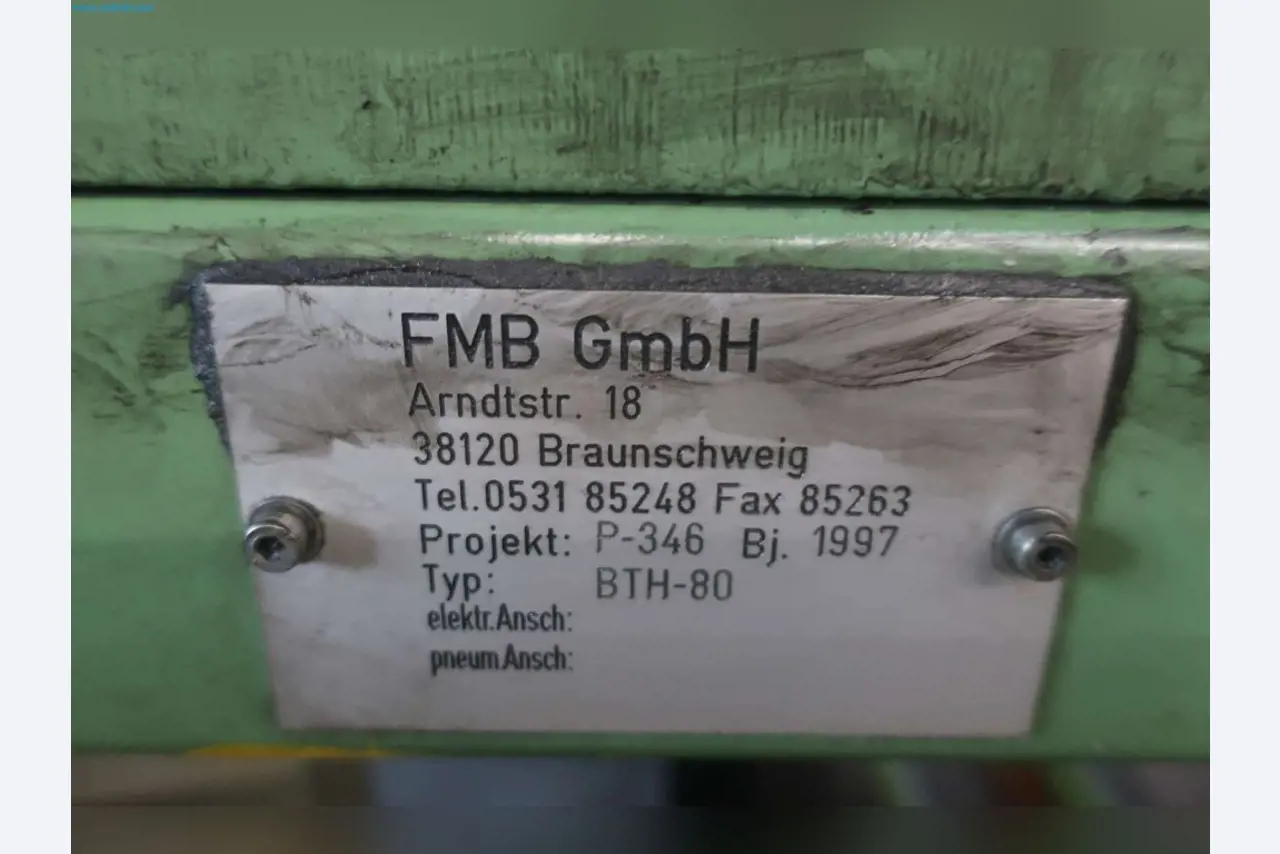 FMB GmbH
Arndtstr. 18
38120 Braunschweig
Tel.0531 85248 Fax 85263
Projekt: P-346 Bj. 1997
Typ: BTH-80
elektr.Ansch:
pneum.Ansch: